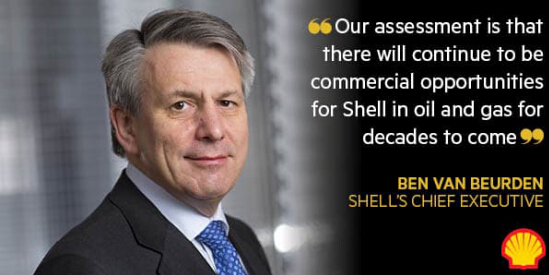 “Our assessment is that
there will continue to be
commercial opportunities
for Shell in oil and gas for
decades to come”
BEN VAN BEURDEN
SHELL'S CHIEF EXECUTIVE